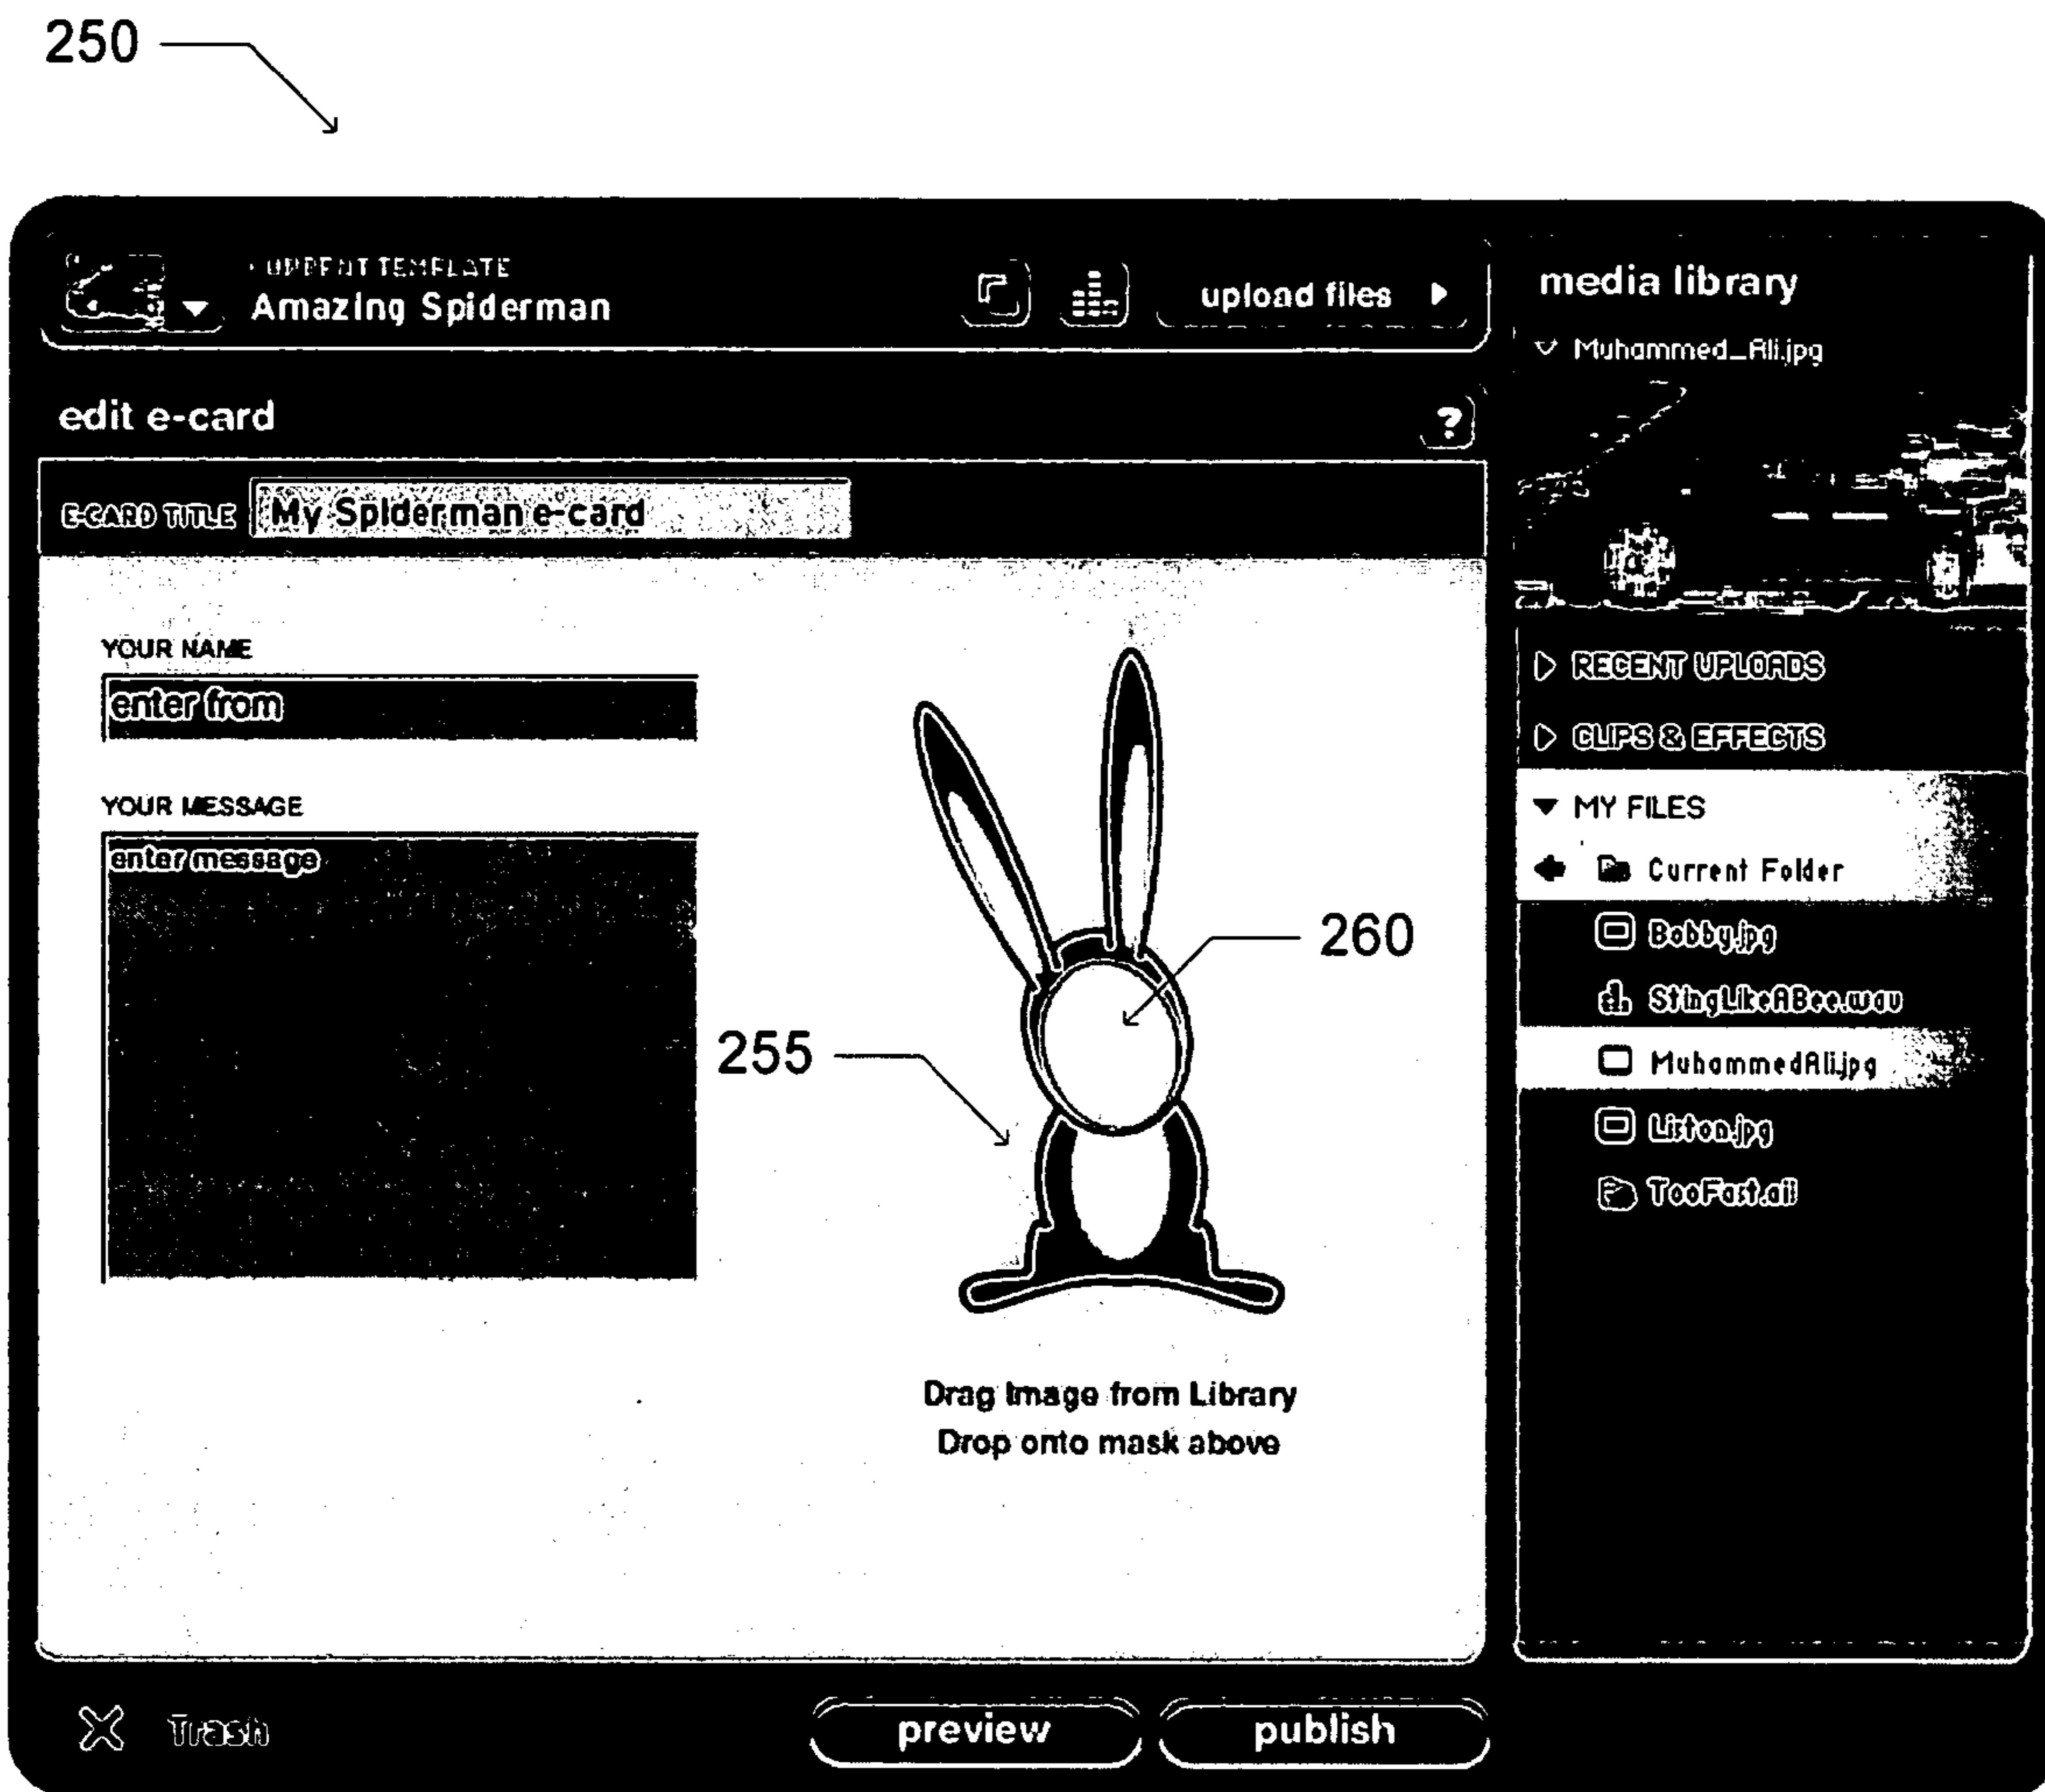 250
CURRENT TEMPLATE
Amazing Spiderman
upload files
edit e-card
?
E-CARD TITLE
My Spiderman e-card
YOUR NAME
enter from
YOUR MESSAGE
enter message
255
260
Drag Image from Library
Drop onto mask above
Trash
preview
publish
media library
Muhammed_Ali.jpg
RECENT UPLOADS
CLIPS & EFFECTS
MY FILES
Current Folder
Bobby.jpg
StingLikeABee.wav
MuhammedAli.jpg
Liston.jpg